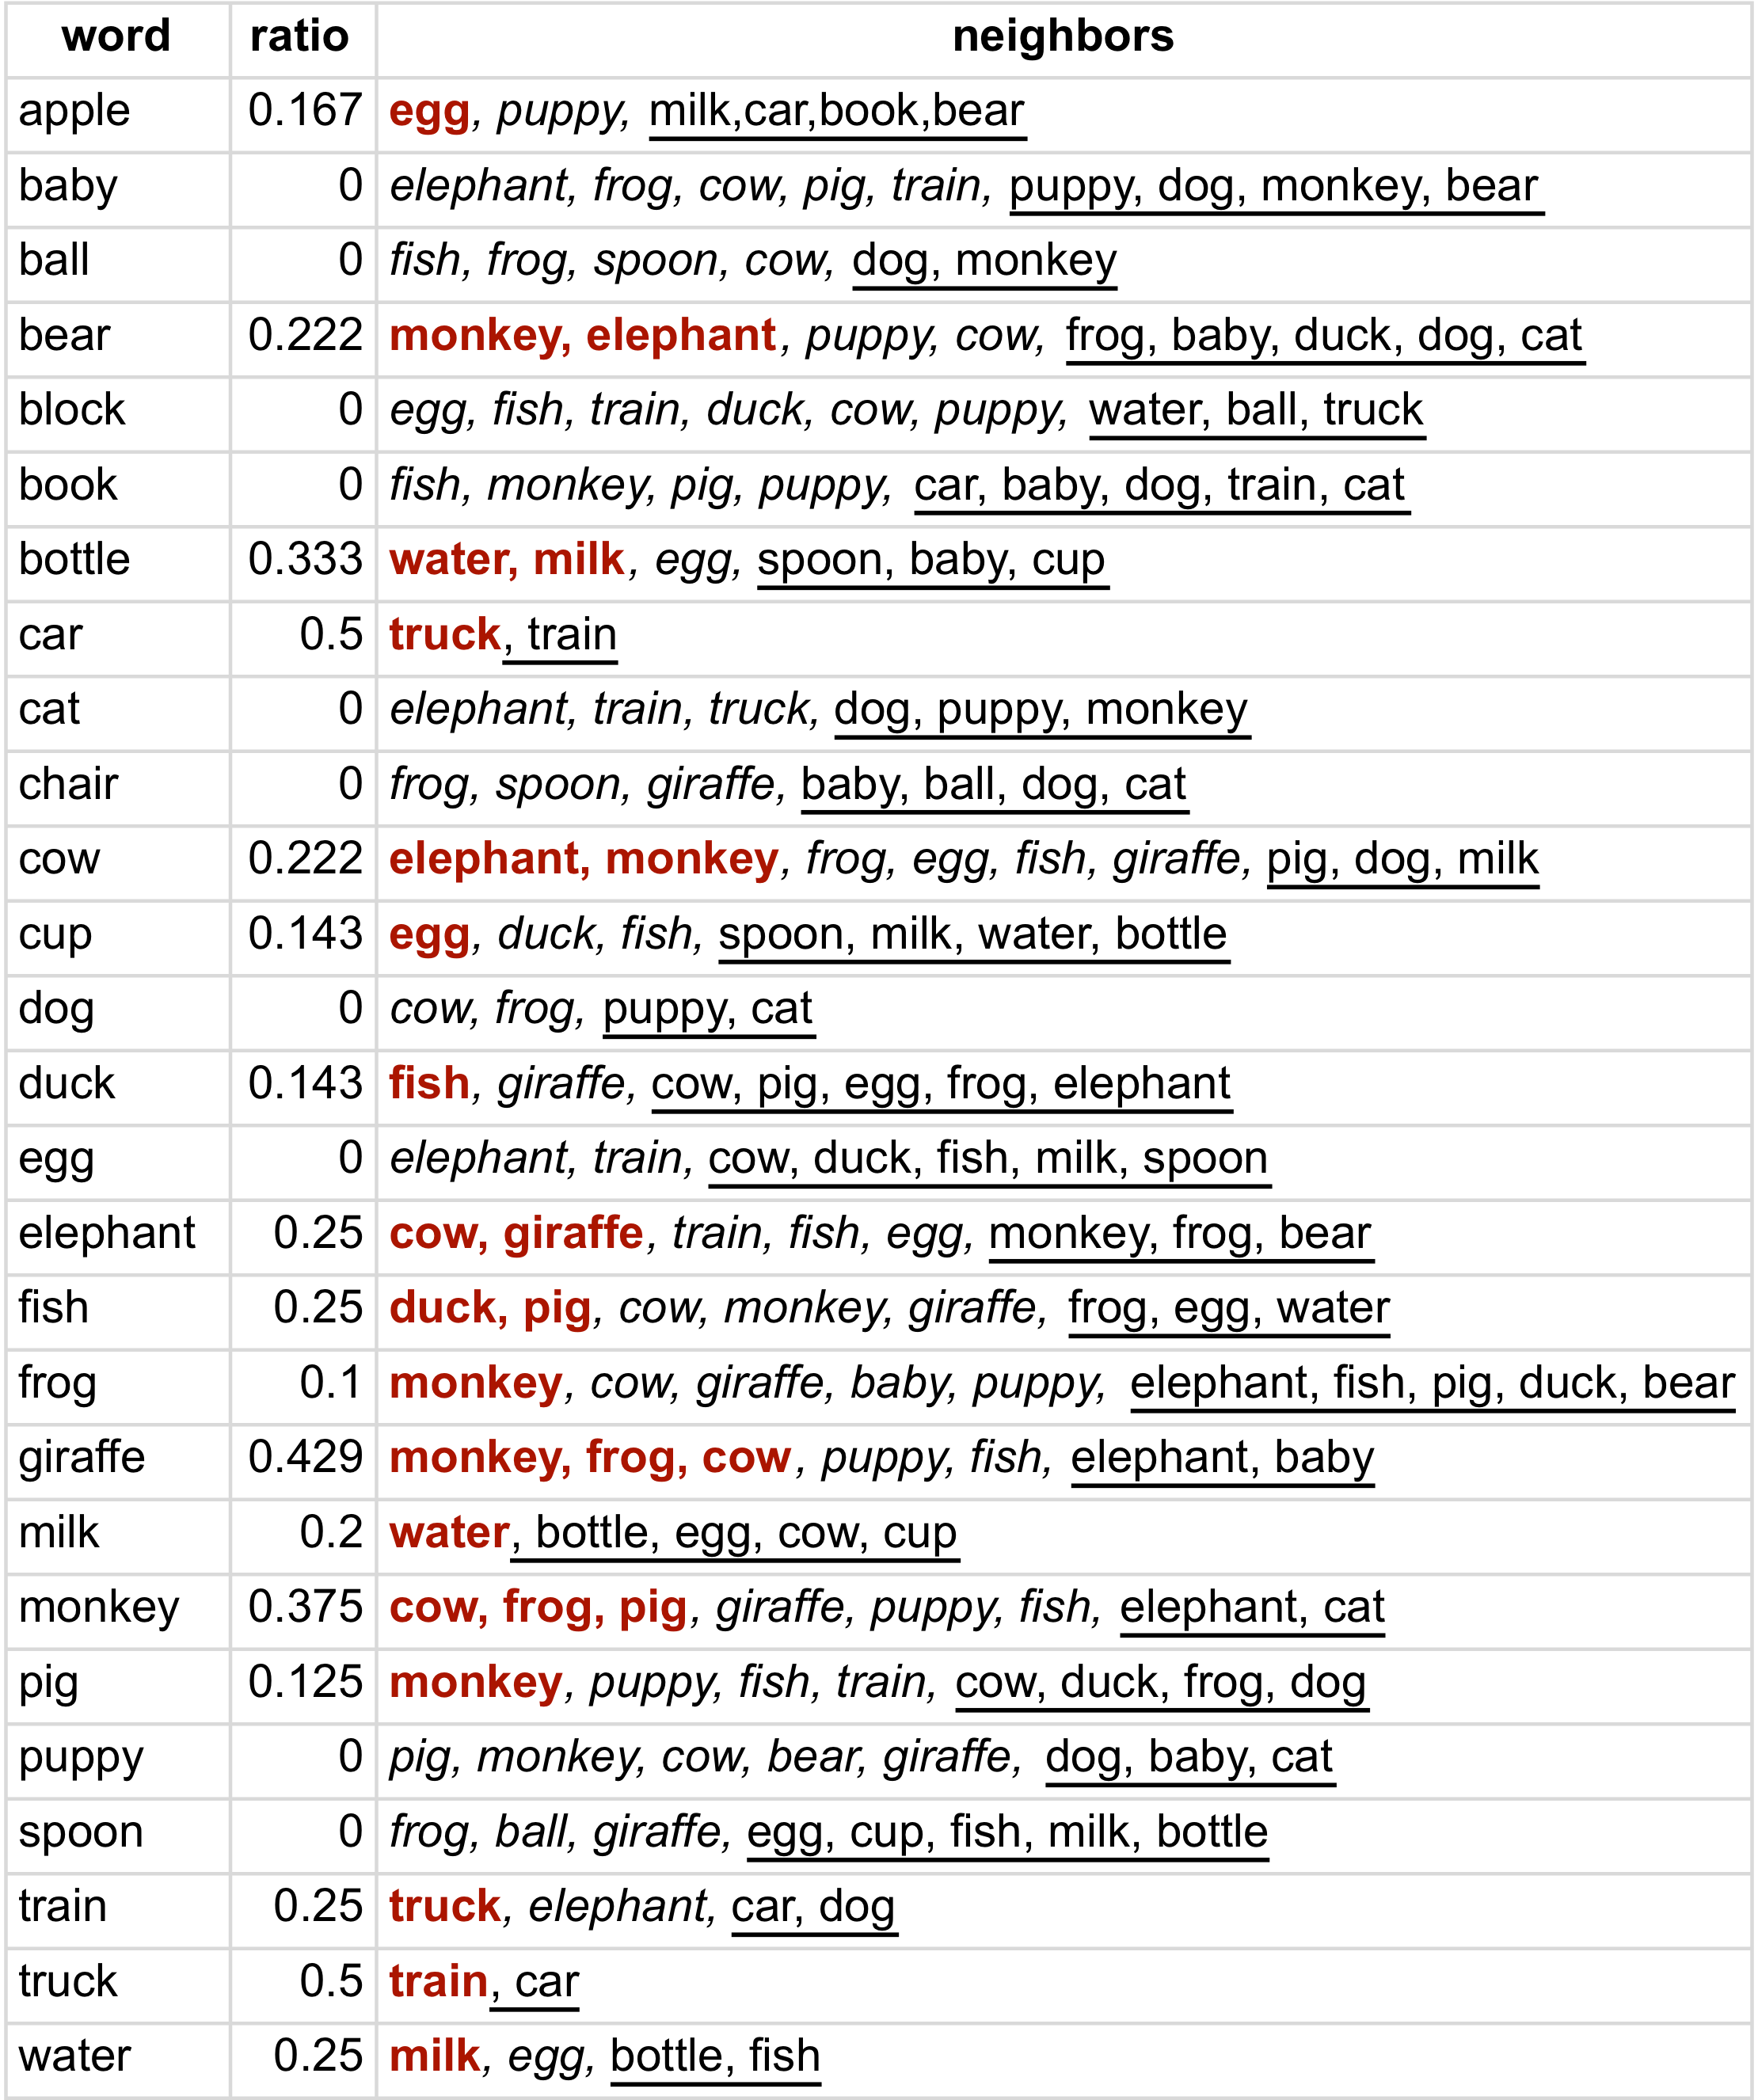 word ratio neighbors
apple 0.167 egg, puppy, milk,car,book,bear
baby 0 elephant, frog, cow, pig, train, puppy, dog, monkey, bear
ball 0 fish, frog, spoon, cow, dog, monkey
bear 0.222 monkey, elephant, puppy, cow, frog, baby, duck, dog, cat
block 0 egg, fish, train, duck, cow, puppy, water, ball, truck
book 0 fish, monkey, pig, puppy, car, baby, dog, train, cat
bottle 0.333 water, milk, egg, spoon, baby, cup
car 0.5 truck, train
cat 0 elephant, train, truck, dog, puppy, monkey
chair 0 frog, spoon, giraffe, baby, ball, dog, cat
cow 0.222 elephant, monkey, frog, egg, fish, giraffe, pig, dog, milk
cup 0.143 egg, duck, fish, spoon, milk, water, bottle
dog 0 cow, frog, puppy, cat
duck 0.143 fish, giraffe, cow, pig, egg, frog, elephant
egg 0 elephant, train, cow, duck, fish, milk, spoon
elephant 0.25 cow, giraffe, train, fish, egg, monkey, frog, bear
fish 0.25 duck, pig, cow, monkey, giraffe, frog, egg, water
frog 0.1 monkey, cow, giraffe, baby, puppy, elephant, fish, pig, duck, bear
giraffe 0.429 monkey, frog, cow, puppy, fish, elephant, baby
milk 0.2 water, bottle, egg, cow, cup
monkey 0.375 cow, frog, pig, giraffe, puppy, fish, elephant, cat
pig 0.125 monkey, puppy, fish, train, cow, duck, frog, dog
puppy 0 pig, monkey, cow, bear, giraffe, dog, baby, cat
spoon 0 frog, ball, giraffe, egg, cup, fish, milk, bottle
train 0.25 truck, elephant, car, dog
truck 0.5 train, car
water 0.25 milk, egg, bottle, fish